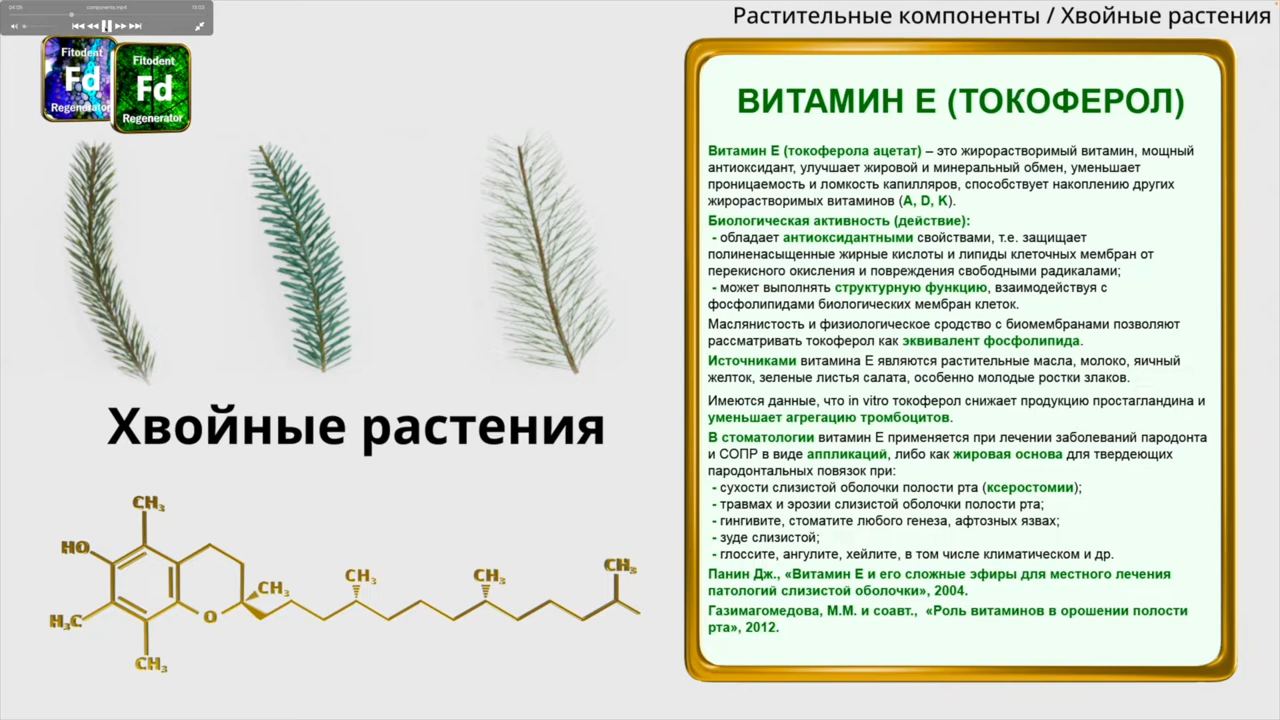 04:05
components.mp4
13:03
Растительные компоненты / Хвойные растения
Fitodent
Fd
Regenerator
Fitodent
Fd
Regenerator
Хвойные растения
CH₃
HO
H₃C
CH₃
O
CH₃
CH₃
CH₃
CH₃
ВИТАМИН Е (ТОКОФЕРОЛ)
Витамин Е (токоферола ацетат) – это жирорастворимый витамин, мощный
антиоксидант, улучшает жировой и минеральный обмен, уменьшает
проницаемость и ломкость капилляров, способствует накоплению других
жирорастворимых витаминов (A, D, K).
Биологическая активность (действие):
- обладает антиоксидантными свойствами, т.е. защищает
полиненасыщенные жирные кислоты и липиды клеточных мембран от
перекисного окисления и повреждения свободными радикалами;
- может выполнять структурную функцию, взаимодействуя с
фосфолипидами биологических мембран клеток.
Маслянистость и физиологическое сродство с биомембранами позволяют
рассматривать токоферол как эквивалент фосфолипида.
Источниками витамина Е являются растительные масла, молоко, яичный
желток, зеленые листья салата, особенно молодые ростки злаков.
Имеются данные, что in vitro токоферол снижает продукцию простагландина и
уменьшает агрегацию тромбоцитов.
В стоматологии витамин Е применяется при лечении заболеваний пародонта
и СОПР в виде аппликаций, либо как жировая основа для твердеющих
пародонтальных повязок при:
- сухости слизистой оболочки полости рта (ксеростомии);
- травмах и эрозии слизистой оболочки полости рта;
- гингивите, стоматите любого генеза, афтозных язвах;
- зуде слизистой;
- глоссите, ангулите, хейлите, в том числе климатическом и др.
Панин Дж., «Витамин Е и его сложные эфиры для местного лечения
патологий слизистой оболочки», 2004.
Газимагомедова, М.М. и соавт., «Роль витаминов в орошении полости
рта», 2012.